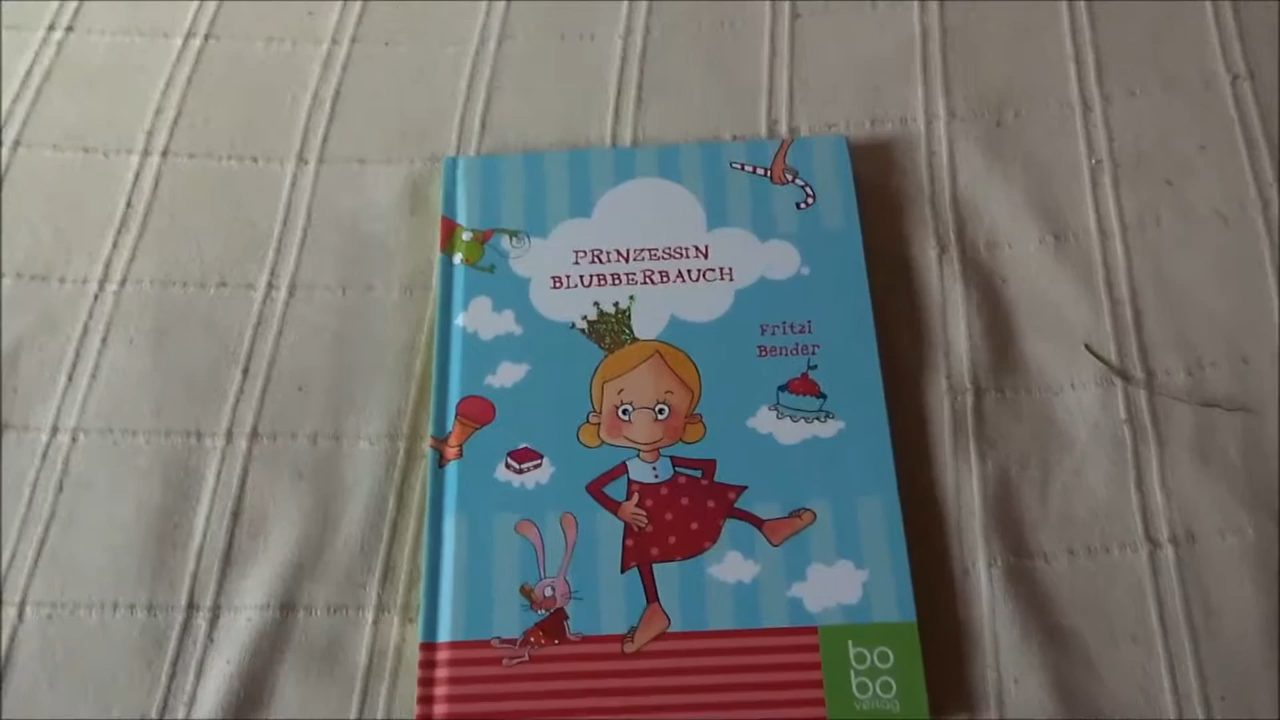 PRINZESSIN
BLUBBERBAUCH
Fritzi
Bender
bo
bo
verlag